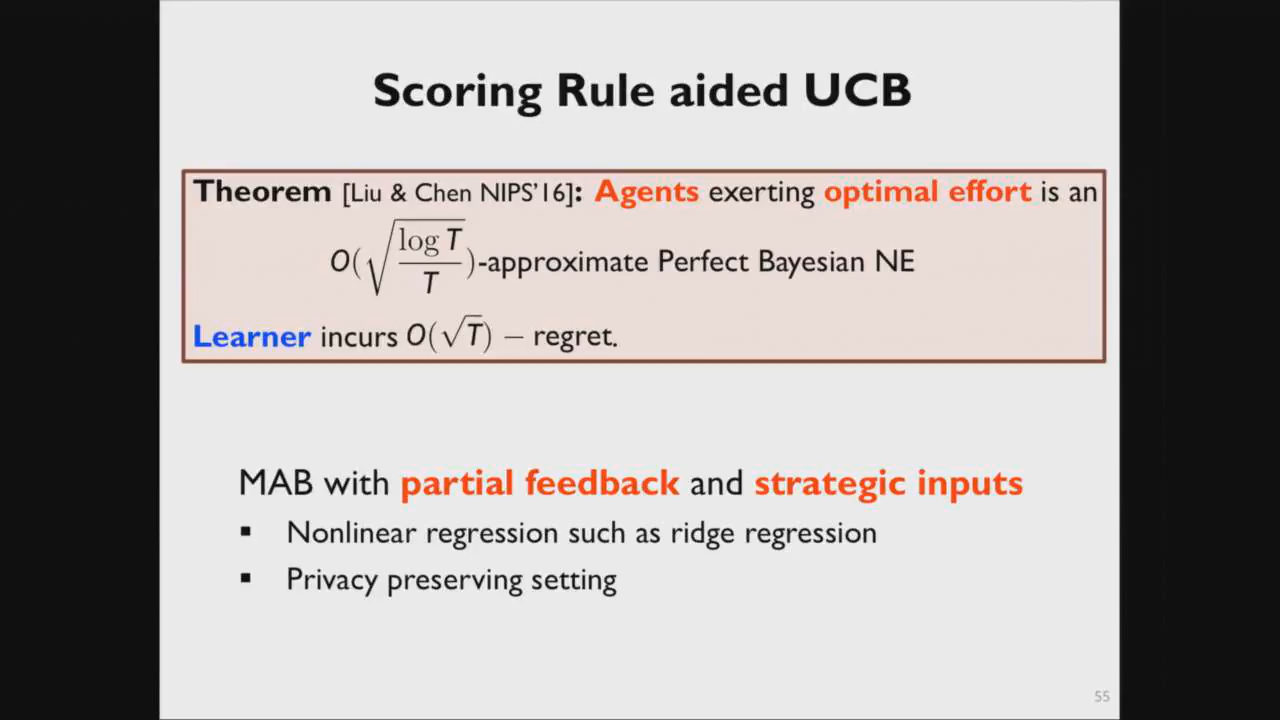 Scoring Rule aided UCB
Theorem [Liu & Chen NIPS'16]: Agents exerting optimal effort is an
O(√(log T / T))-approximate Perfect Bayesian NE
Learner incurs O(√T) − regret.
MAB with partial feedback and strategic inputs
▪ Nonlinear regression such as ridge regression
▪ Privacy preserving setting
55